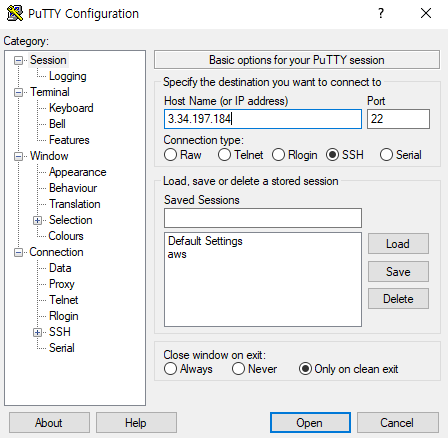 PuTTY Configuration
?
Category:
Session
Logging
Terminal
Keyboard
Bell
Features
Window
Appearance
Behaviour
Translation
Selection
Colours
Connection
Data
Proxy
Telnet
Rlogin
SSH
Serial
Basic options for your PuTTY session
Specify the destination you want to connect to
Host Name (or IP address) Port
3.34.197.184 22
Connection type:
Raw Telnet Rlogin SSH Serial
Load, save or delete a stored session
Saved Sessions
Default Settings Load
aws
Save
Delete
Close window on exit:
Always Never Only on clean exit
About Help Open Cancel